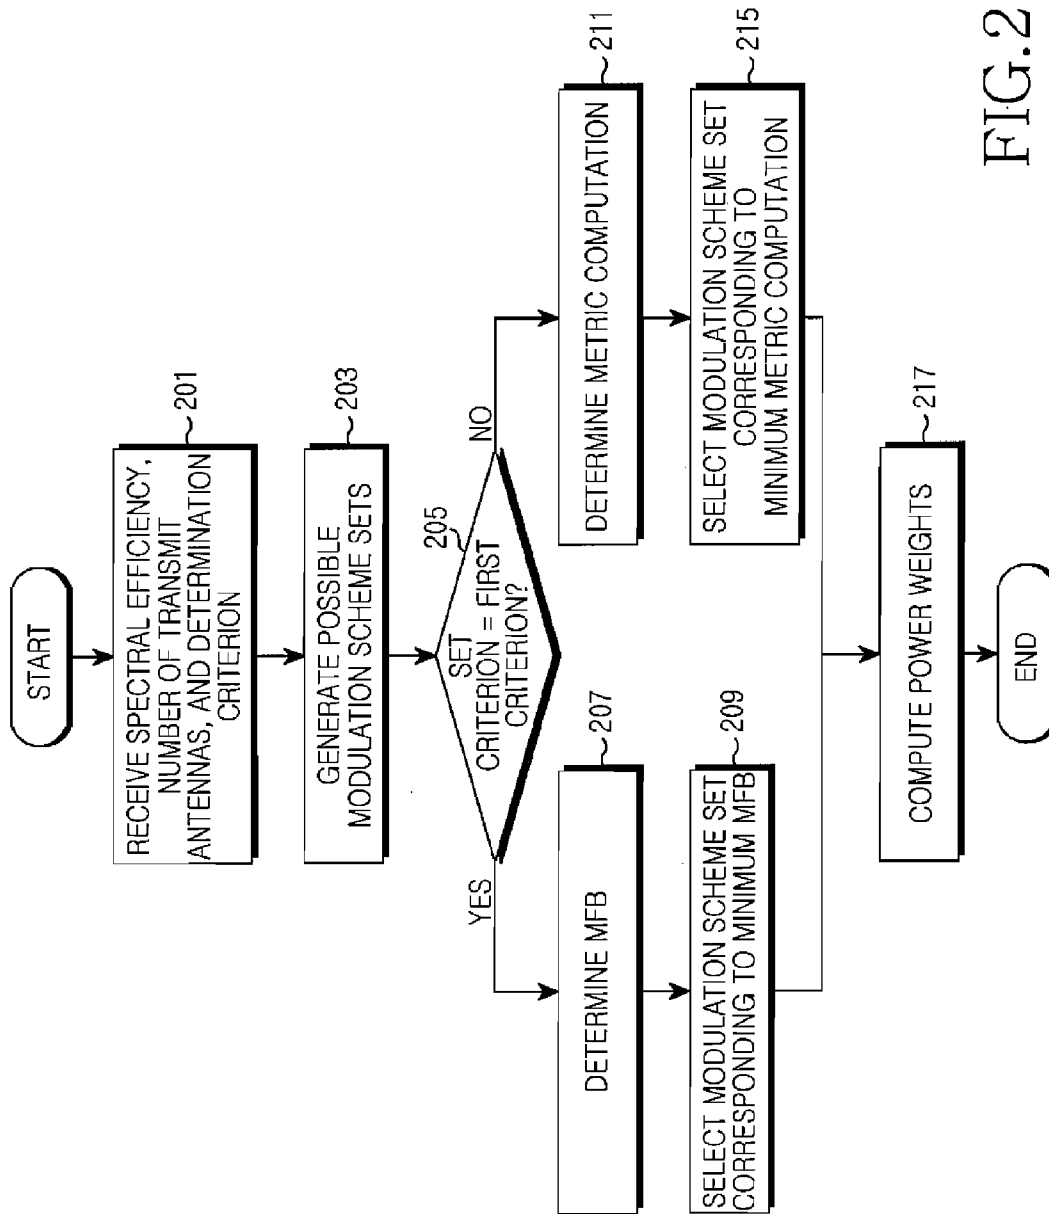 START
RECEIVE SPECTRAL EFFICIENCY,
NUMBER OF TRANSMIT
ANTENNAS, AND DETERMINATION
CRITERION
201
GENERATE POSSIBLE
MODULATION SCHEME SETS
203
SET
CRITERION = FIRST
CRITERION?
205
YES
NO
DETERMINE MFB
207
DETERMINE METRIC COMPUTATION
211
SELECT MODULATION SCHEME SET
CORRESPONDING TO MINIMUM MFB
209
SELECT MODULATION SCHEME SET
CORRESPONDING TO
MINIMUM METRIC COMPUTATION
215
COMPUTE POWER WEIGHTS
217
END
FIG.2